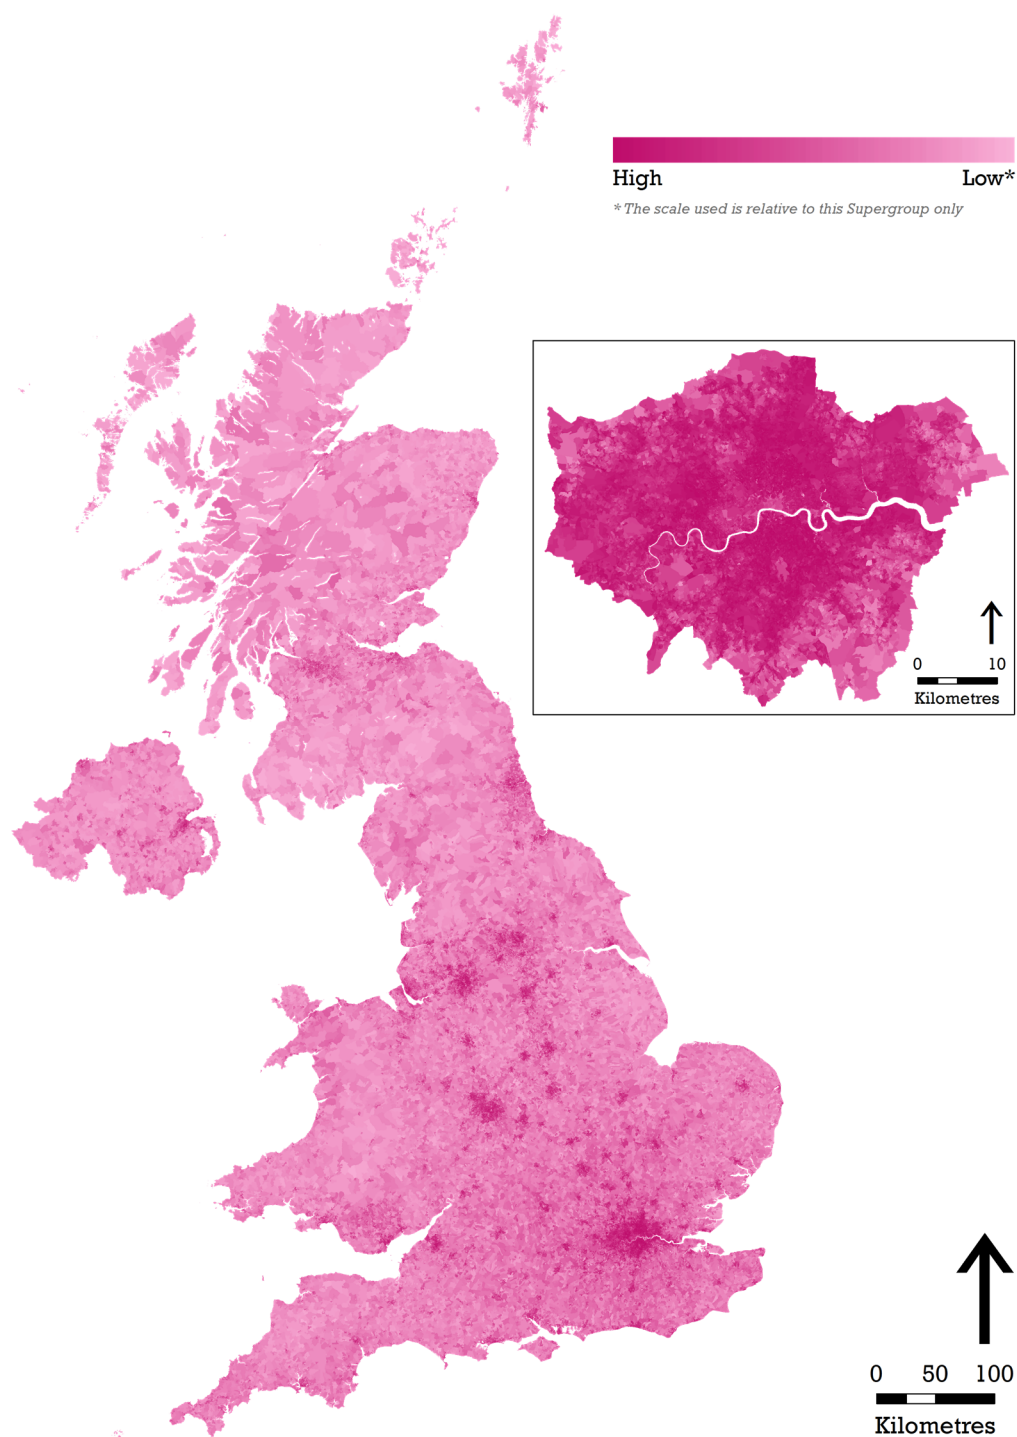 High Low*
* The scale used is relative to this Supergroup only
0 10
Kilometres
0 50 100
Kilometres